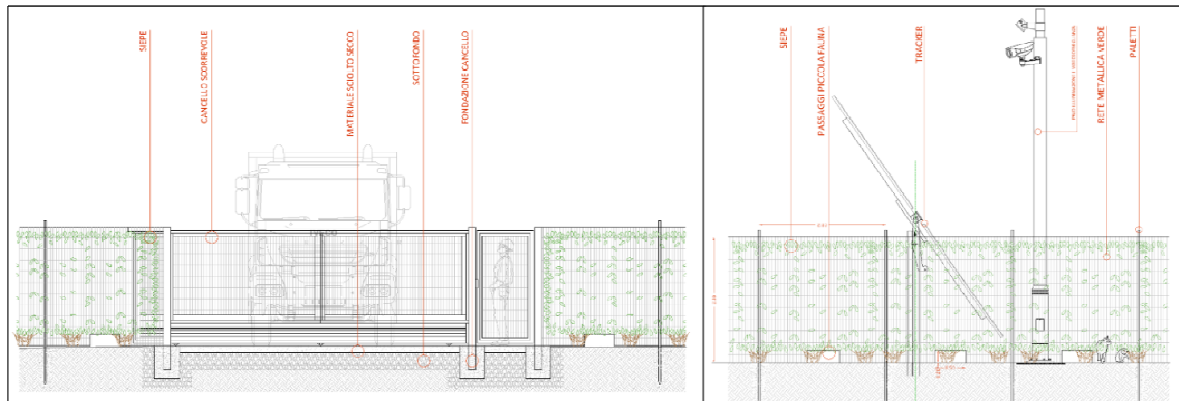 SIEPE
CANCELLO SCORREVOLE
MATERIALE SCIOLTO SECCO
SOTTOFONDO
FONDAZIONE CANCELLO
SIEPE
PASSAGGI PICCOLA FAUNA
TRACKER
RETE METALLICA VERDE
PALETTI